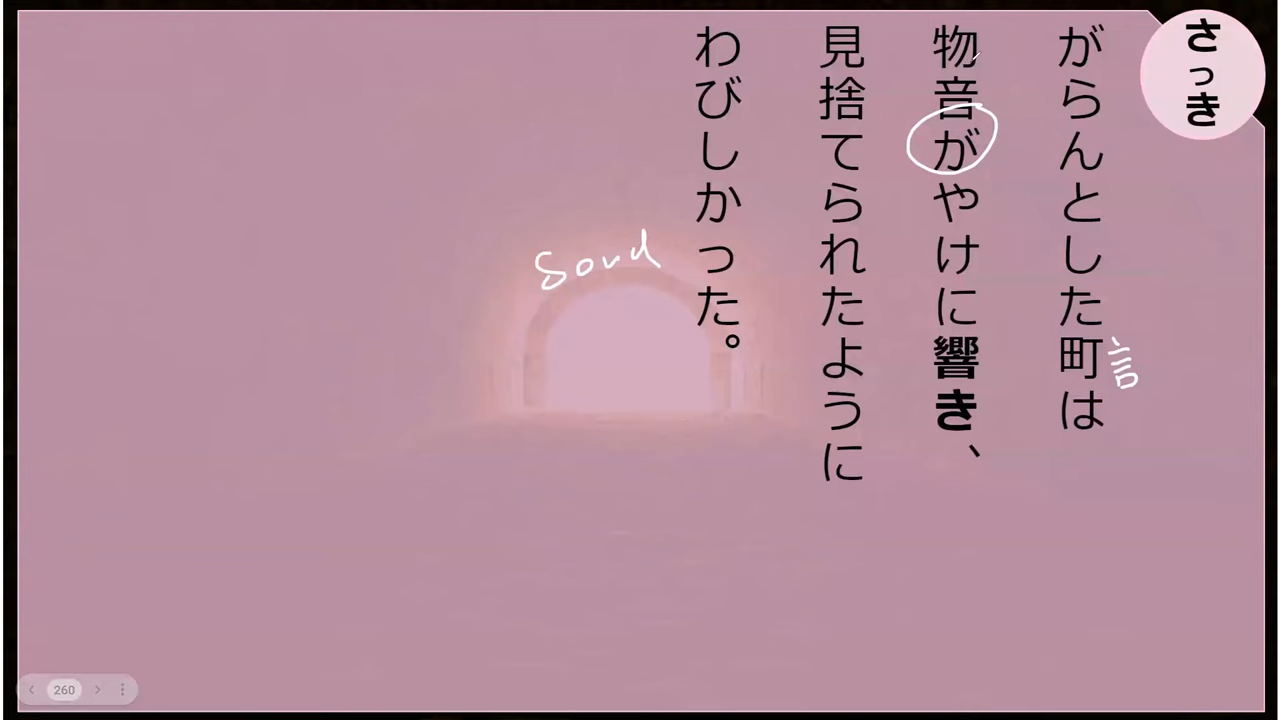 さっき
がらんとした町は
物音がやけに響き、
見捨てられたように
わびしかった。
言
Sound
260